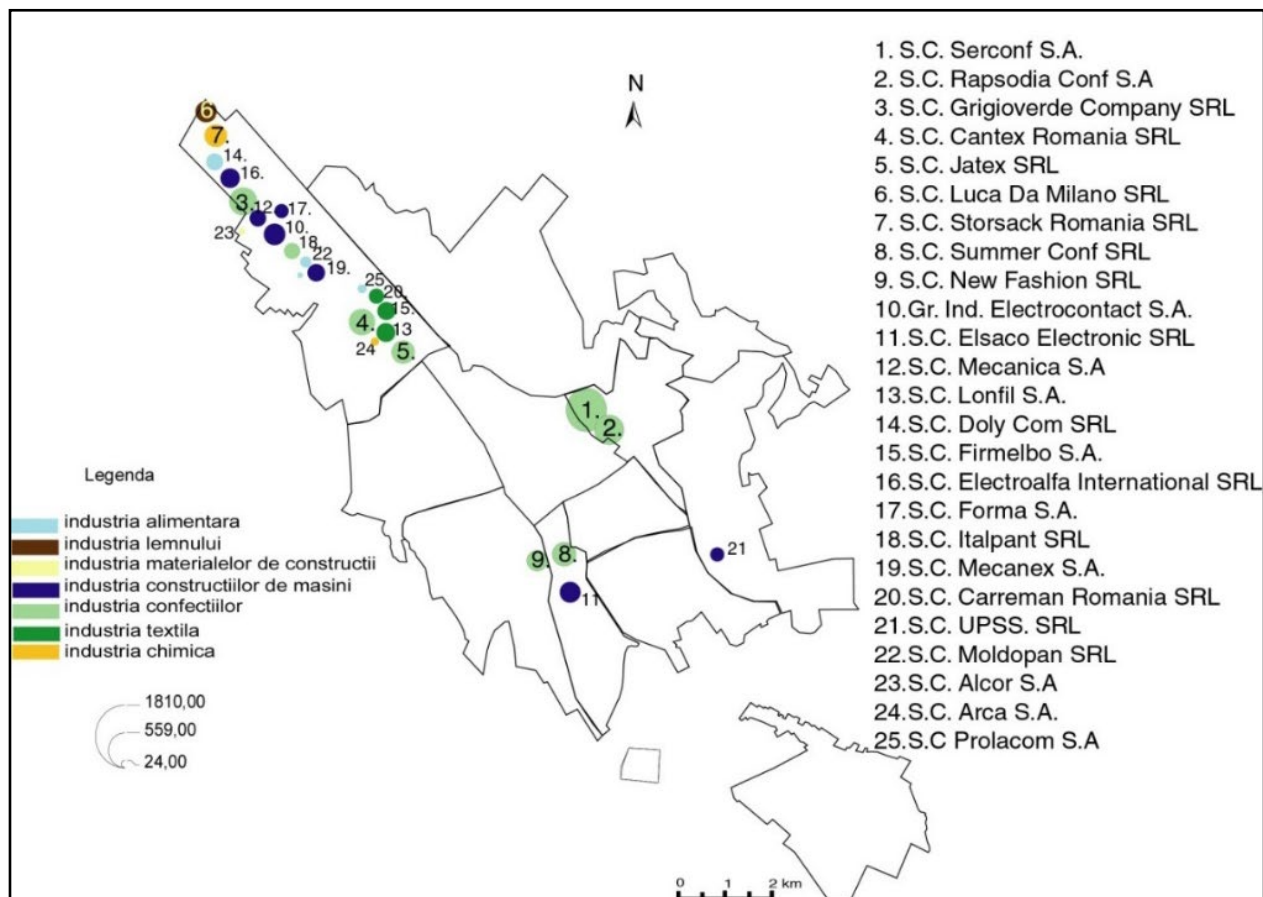 N
6
7.
14.
16.
3.
12.
17.
10.
23
18.
22
19.
25
20.
15.
4.
13
24
5.
1.
2.
9.
8.
11
21
Legenda
industria alimentara
industria lemnului
industria materialelor de constructii
industria constructiilor de masini
industria confectiilor
industria textila
industria chimica
1810,00
559,00
24,00
0 1 2 km
1. S.C. Serconf S.A.
2. S.C. Rapsodia Conf S.A
3. S.C. Grigioverde Company SRL
4. S.C. Cantex Romania SRL
5. S.C. Jatex SRL
6. S.C. Luca Da Milano SRL
7. S.C. Storsack Romania SRL
8. S.C. Summer Conf SRL
9. S.C. New Fashion SRL
10.Gr. Ind. Electrocontact S.A.
11.S.C. Elsaco Electronic SRL
12.S.C. Mecanica S.A
13.S.C. Lonfil S.A.
14.S.C. Doly Com SRL
15.S.C. Firmelbo S.A.
16.S.C. Electroalfa International SRL
17.S.C. Forma S.A.
18.S.C. Italpant SRL
19.S.C. Mecanex S.A.
20.S.C. Carreman Romania SRL
21.S.C. UPSS. SRL
22.S.C. Moldopan SRL
23.S.C. Alcor S.A
24.S.C. Arca S.A.
25.S.C Prolacom S.A